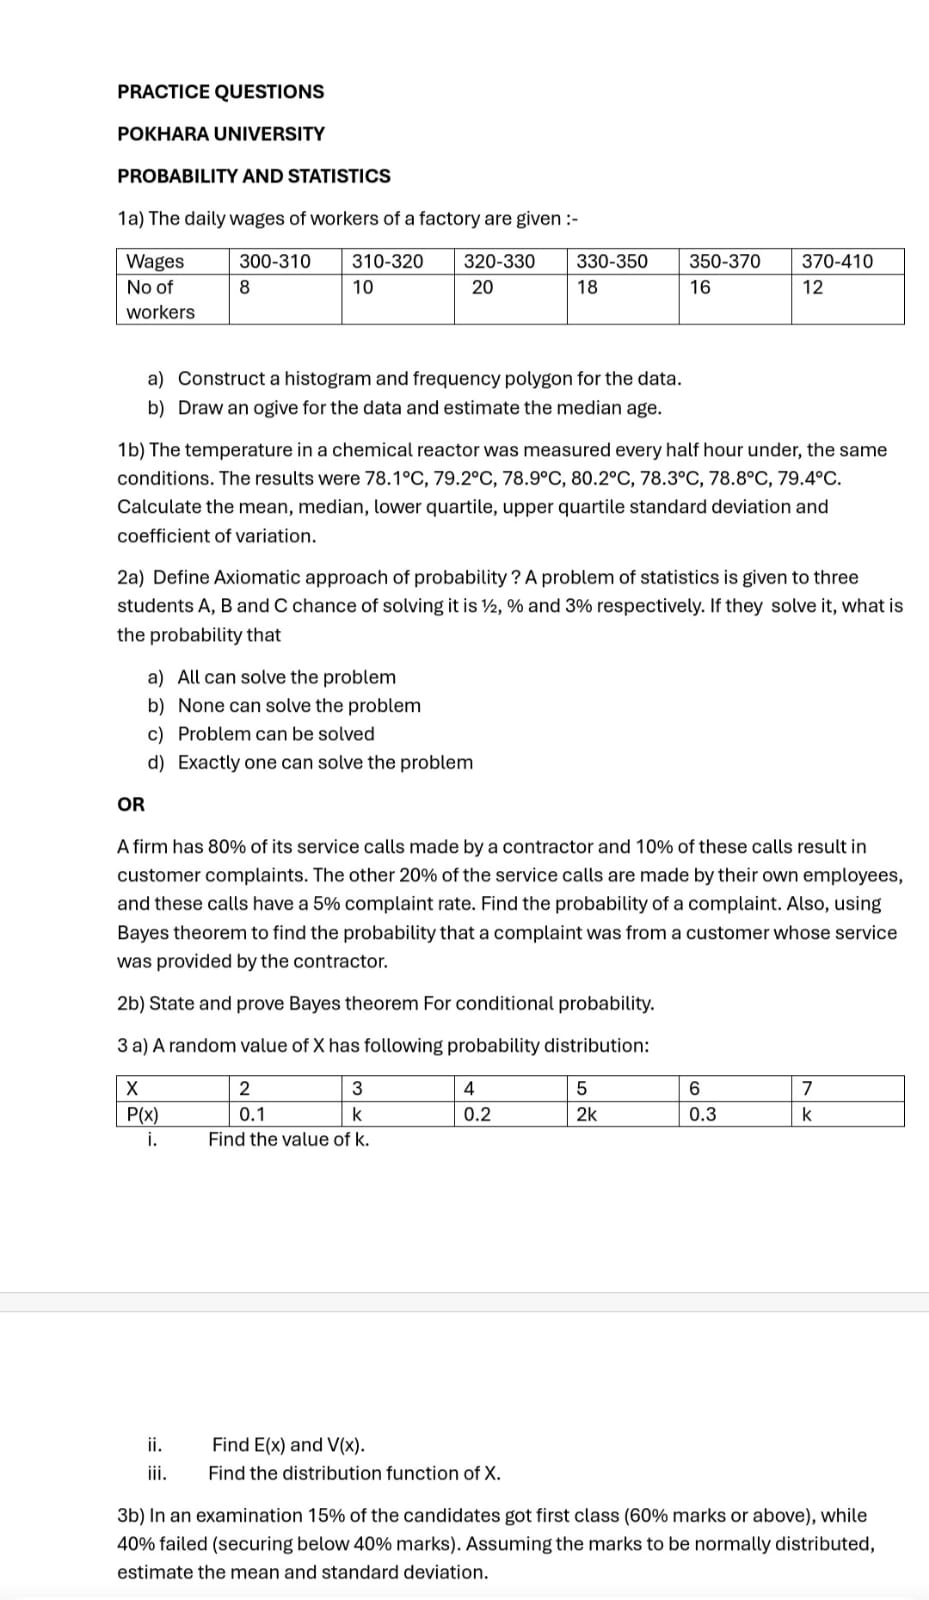 PRACTICE QUESTIONS
POKHARA UNIVERSITY
PROBABILITY AND STATISTICS
1a) The daily wages of workers of a factory are given :-
Wages 300-310 310-320 320-330 330-350 350-370 370-410
No of workers 8 10 20 18 16 12
a) Construct a histogram and frequency polygon for the data.
b) Draw an ogive for the data and estimate the median age.
1b) The temperature in a chemical reactor was measured every half hour under, the same
conditions. The results were 78.1°C, 79.2°C, 78.9°C, 80.2°C, 78.3°C, 78.8°C, 79.4°C.
Calculate the mean, median, lower quartile, upper quartile standard deviation and
coefficient of variation.
2a) Define Axiomatic approach of probability ? A problem of statistics is given to three
students A, B and C chance of solving it is ½, % and 3% respectively. If they solve it, what is
the probability that
a) All can solve the problem
b) None can solve the problem
c) Problem can be solved
d) Exactly one can solve the problem
OR
A firm has 80% of its service calls made by a contractor and 10% of these calls result in
customer complaints. The other 20% of the service calls are made by their own employees,
and these calls have a 5% complaint rate. Find the probability of a complaint. Also, using
Bayes theorem to find the probability that a complaint was from a customer whose service
was provided by the contractor.
2b) State and prove Bayes theorem For conditional probability.
3 a) A random value of X has following probability distribution:
X 2 3 4 5 6 7
P(x) 0.1 k 0.2 2k 0.3 k
i. Find the value of k.
ii. Find E(x) and V(x).
iii. Find the distribution function of X.
3b) In an examination 15% of the candidates got first class (60% marks or above), while
40% failed (securing below 40% marks). Assuming the marks to be normally distributed,
estimate the mean and standard deviation.